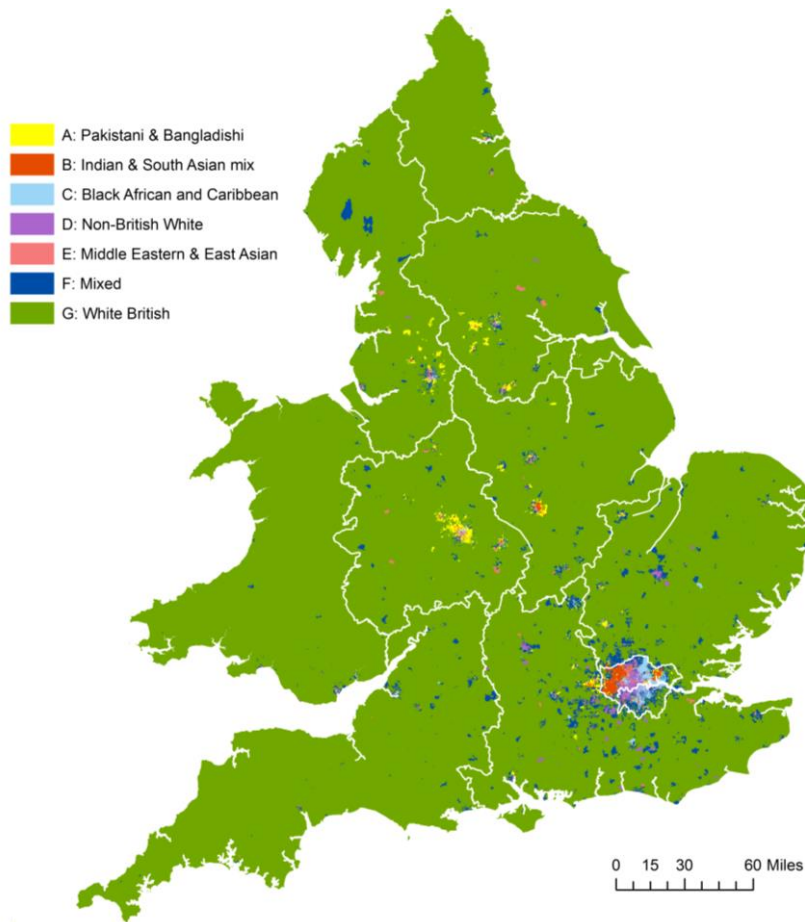 A: Pakistani & Bangladishi
B: Indian & South Asian mix
C: Black African and Caribbean
D: Non-British White
E: Middle Eastern & East Asian
F: Mixed
G: White British
0 15 30 60 Miles